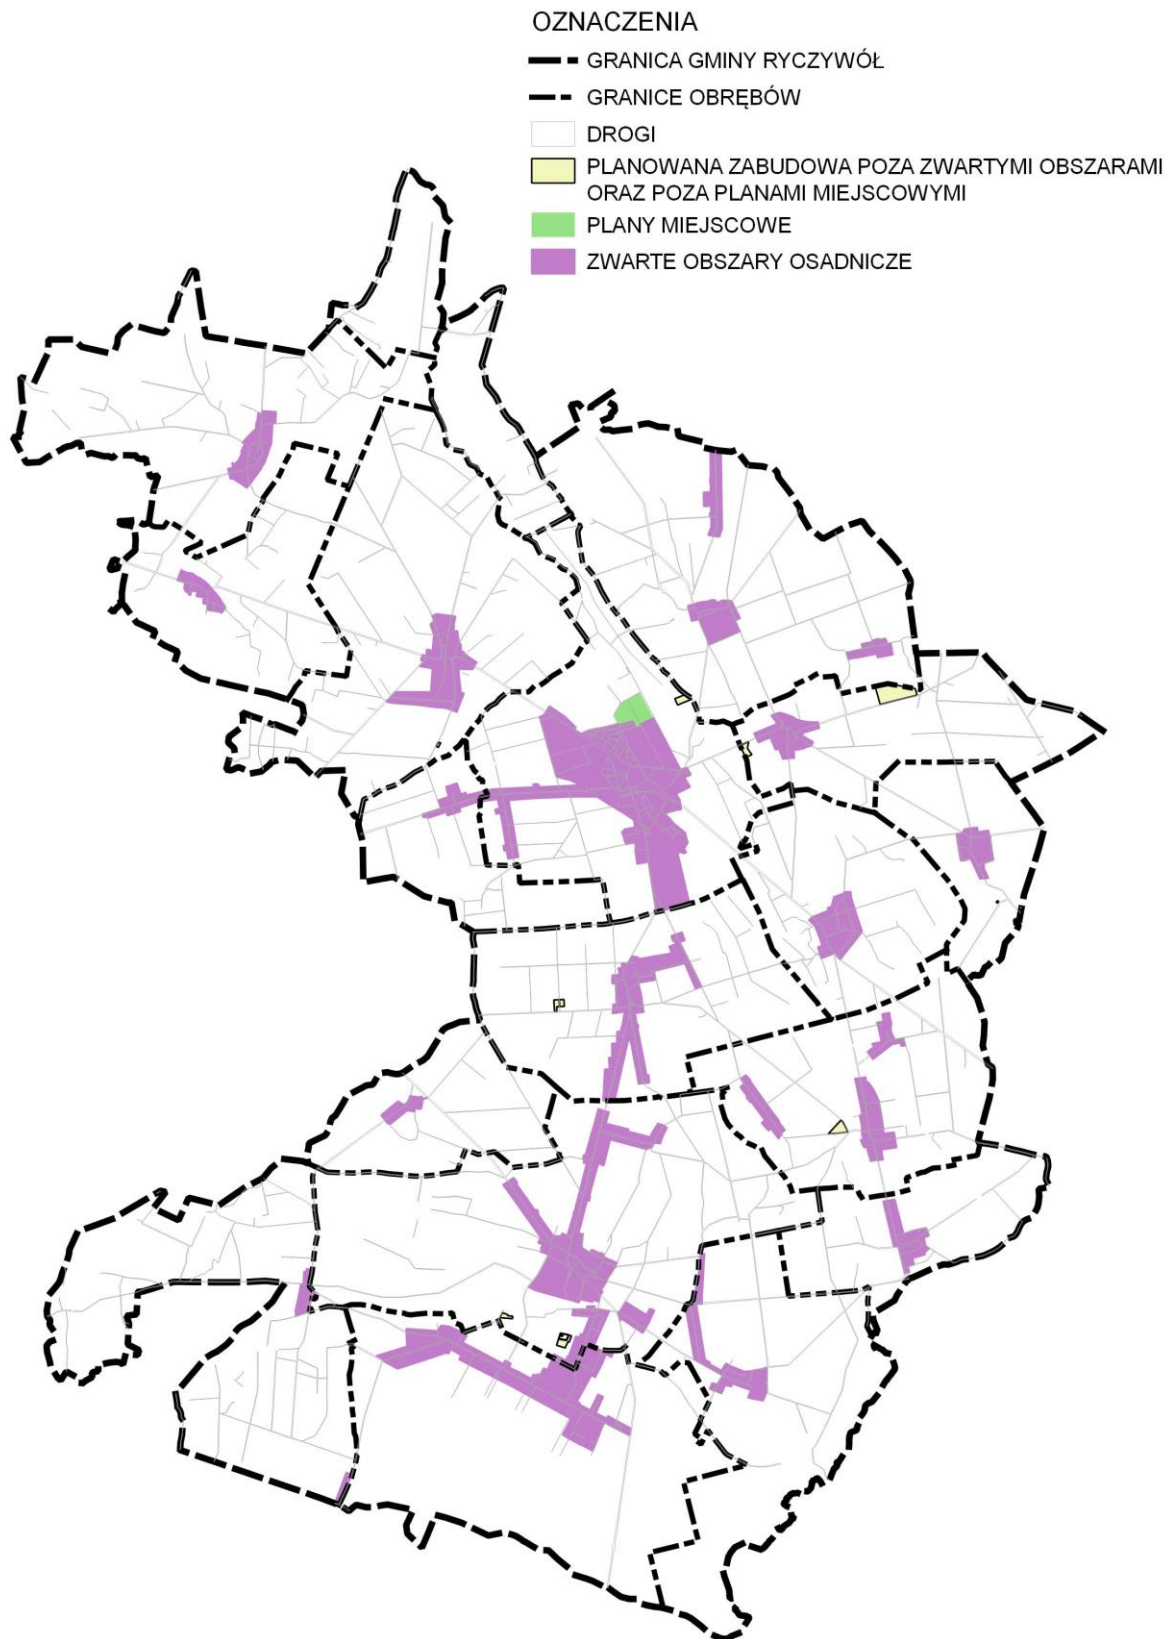 OZNACZENIA
GRANICA GMINY RYCZYWÓŁ
GRANICE OBRĘBÓW
DROGI
PLANOWANA ZABUDOWA POZA ZWARTYMI OBSZARAMI
ORAZ POZA PLANAMI MIEJSCOWYMI
PLANY MIEJSCOWE
ZWARTE OBSZARY OSADNICZE